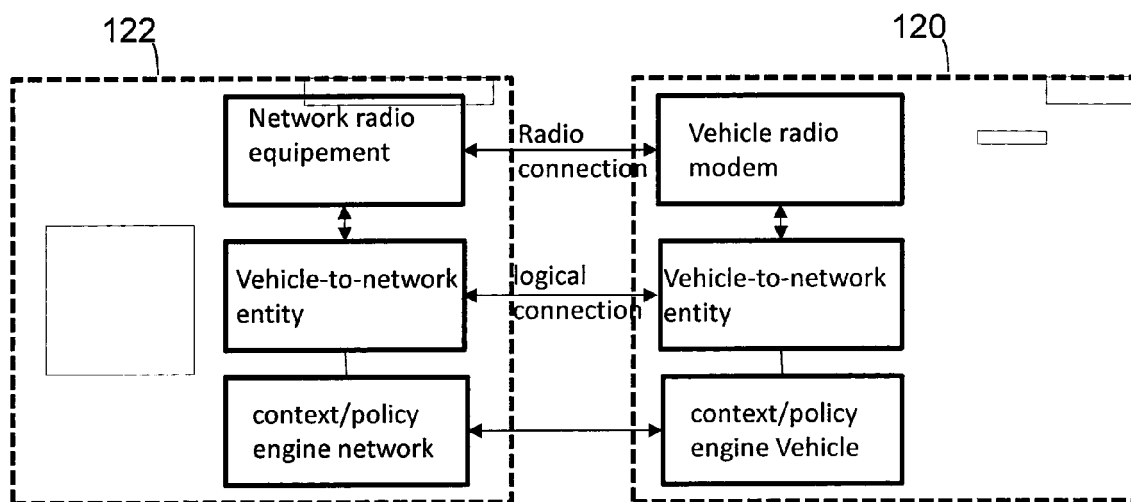 122
120
Network radio
equipement
Radio
connection
Vehicle radio
modem
Vehicle-to-network
entity
logical
connection
Vehicle-to-network
entity
context/policy
engine network
context/policy
engine Vehicle